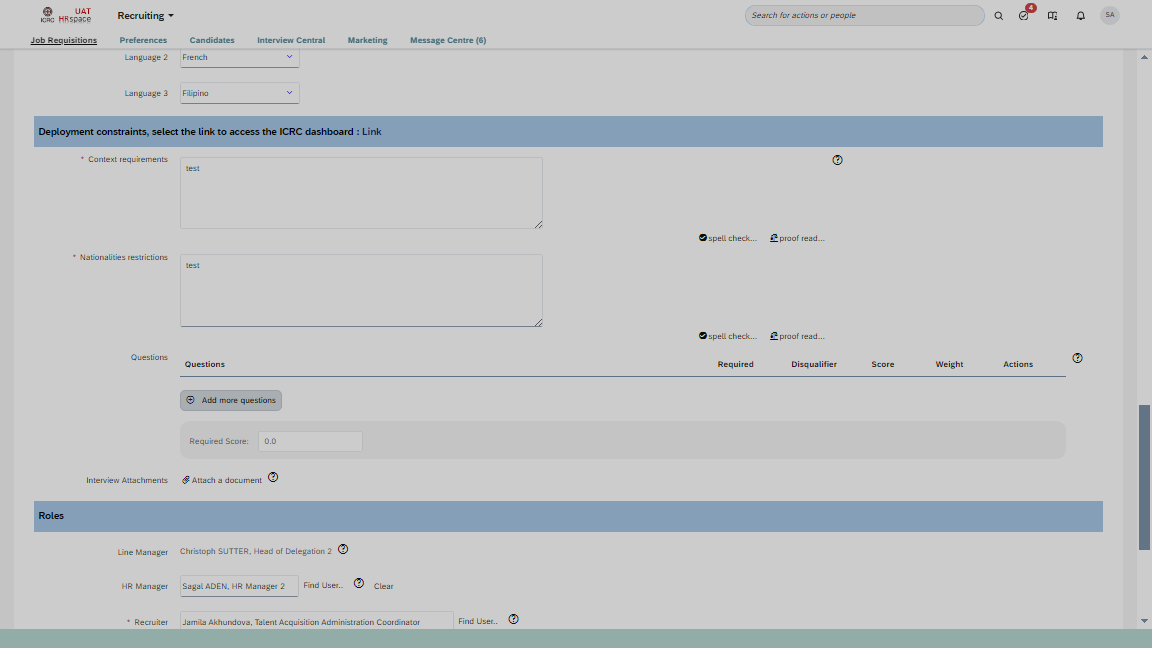 ICRC UAT HRspace
Recruiting
Search for actions or people
4
SA
Job Requisitions
Preferences
Candidates
Interview Central
Marketing
Message Centre (6)
Language 2 French
Language 3 Filipino
Deployment constraints, select the link to access the ICRC dashboard : Link
* Context requirements
test
spell check... proof read...
* Nationalities restrictions
test
spell check... proof read...
Questions
Questions Required Disqualifier Score Weight Actions
Add more questions
Required Score: 0.0
Interview Attachments Attach a document
Roles
Line Manager Christoph SUTTER, Head of Delegation 2
HR Manager Sagal ADEN, HR Manager 2 Find User.. Clear
* Recruiter Jamila Akhundova, Talent Acquisition Administration Coordinator Find User..